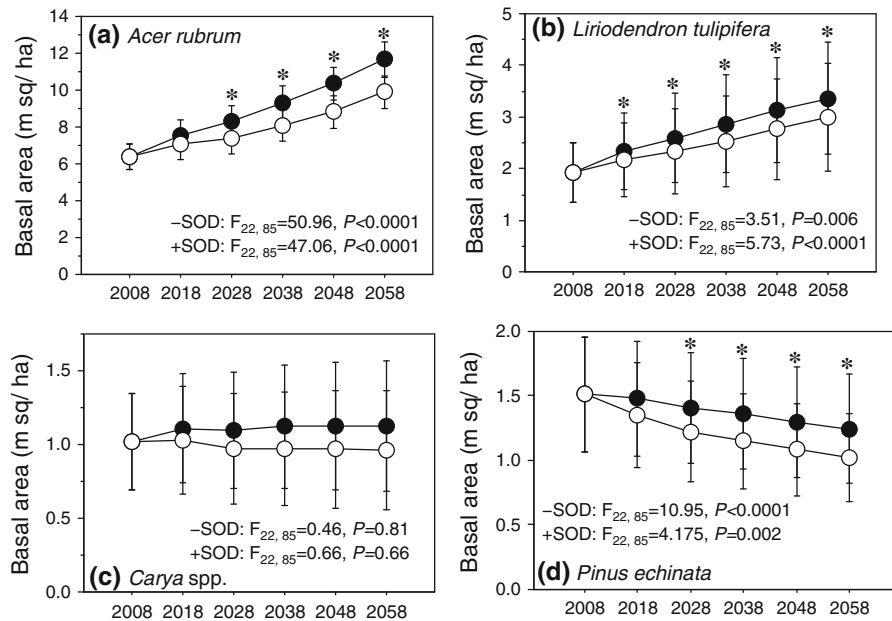 (a) Acer rubrum
Basal area (m sq/ ha)
14
12
10
8
6
4
2
0
* * * *
−SOD: F22, 85=50.96, P<0.0001
+SOD: F22, 85=47.06, P<0.0001
2008 2018 2028 2038 2048 2058
(b) Liriodendron tulipifera
Basal area (m sq/ ha)
5
4
3
2
1
0
* * * * *
−SOD: F22, 85=3.51, P=0.006
+SOD: F22, 85=5.73, P<0.0001
2008 2018 2028 2038 2048 2058
Basal area (m sq/ ha)
1.5
1.0
0.5
0.0
−SOD: F22, 85=0.46, P=0.81
+SOD: F22, 85=0.66, P=0.66
(c) Carya spp.
2008 2018 2028 2038 2048 2058
Basal area (m sq/ ha)
2.0
1.5
1.0
0.5
0.0
* * * *
−SOD: F22, 85=10.95, P<0.0001
+SOD: F22, 85=4.175, P=0.002
(d) Pinus echinata
2008 2018 2028 2038 2048 2058